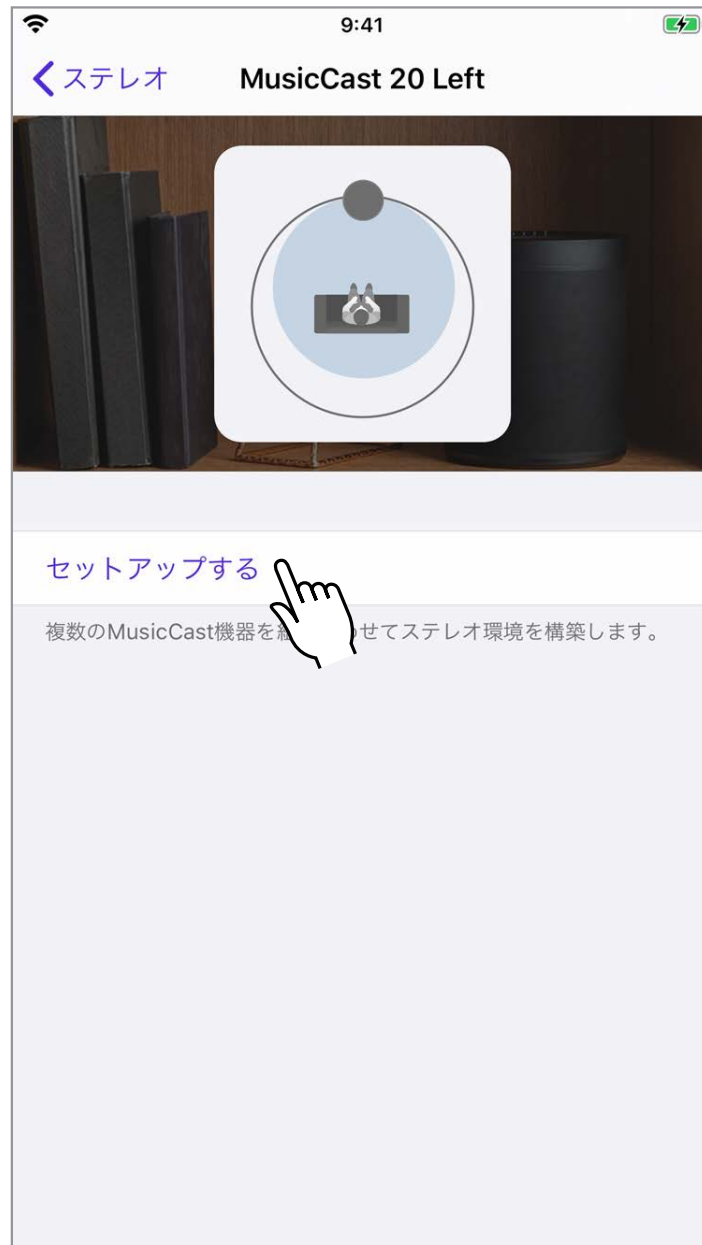 9:41
ステレオ MusicCast 20 Left
セットアップする
複数のMusicCast機器を組 わせてステレオ環境を構築します。